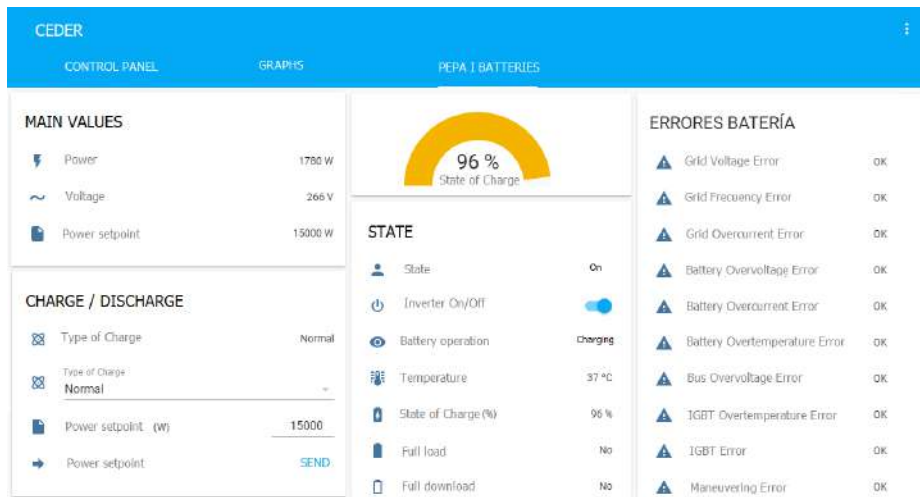 CEDER
CONTROL PANEL GRAPHS PEPA I BATTERIES
MAIN VALUES
Power 1780 W
Voltage 266 V
Power setpoint 15000 W
CHARGE / DISCHARGE
Type of Charge Normal
Type of Charge
Normal
Power setpoint (W) 15000
Power setpoint SEND
96 %
State of Charge
STATE
State On
Inverter On/Off
Battery operation Charging
Temperature 37 °C
State of Charge (%) 96 %
Full load No
Full download No
ERRORES BATERÍA
Grid Voltage Error OK
Grid Frecuency Error OK
Grid Overcurrent Error OK
Battery Overvoltage Error OK
Battery Overcurrent Error OK
Battery Overtemperature Error OK
Bus Overvoltage Error OK
IGBT Overtemperature Error OK
IGBT Error OK
Maneuvering Error OK